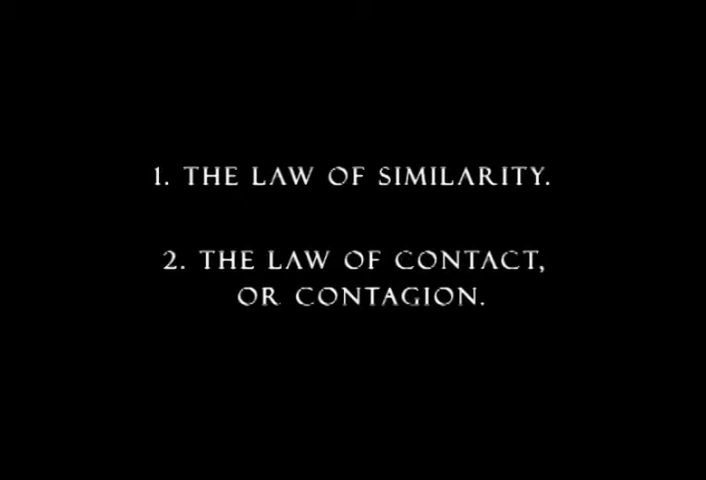 1. THE LAW OF SIMILARITY.
2. THE LAW OF CONTACT,
OR CONTAGION.